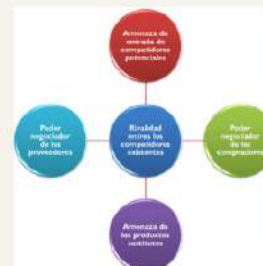 Amenaza de
entrada de
competidores
potenciales
Poder
negociador
de los
proveedores
Rivalidad
entres los
competidores
existentes
Poder
negociador
de los
compradores
Amenaza de
los productos
sustitutos